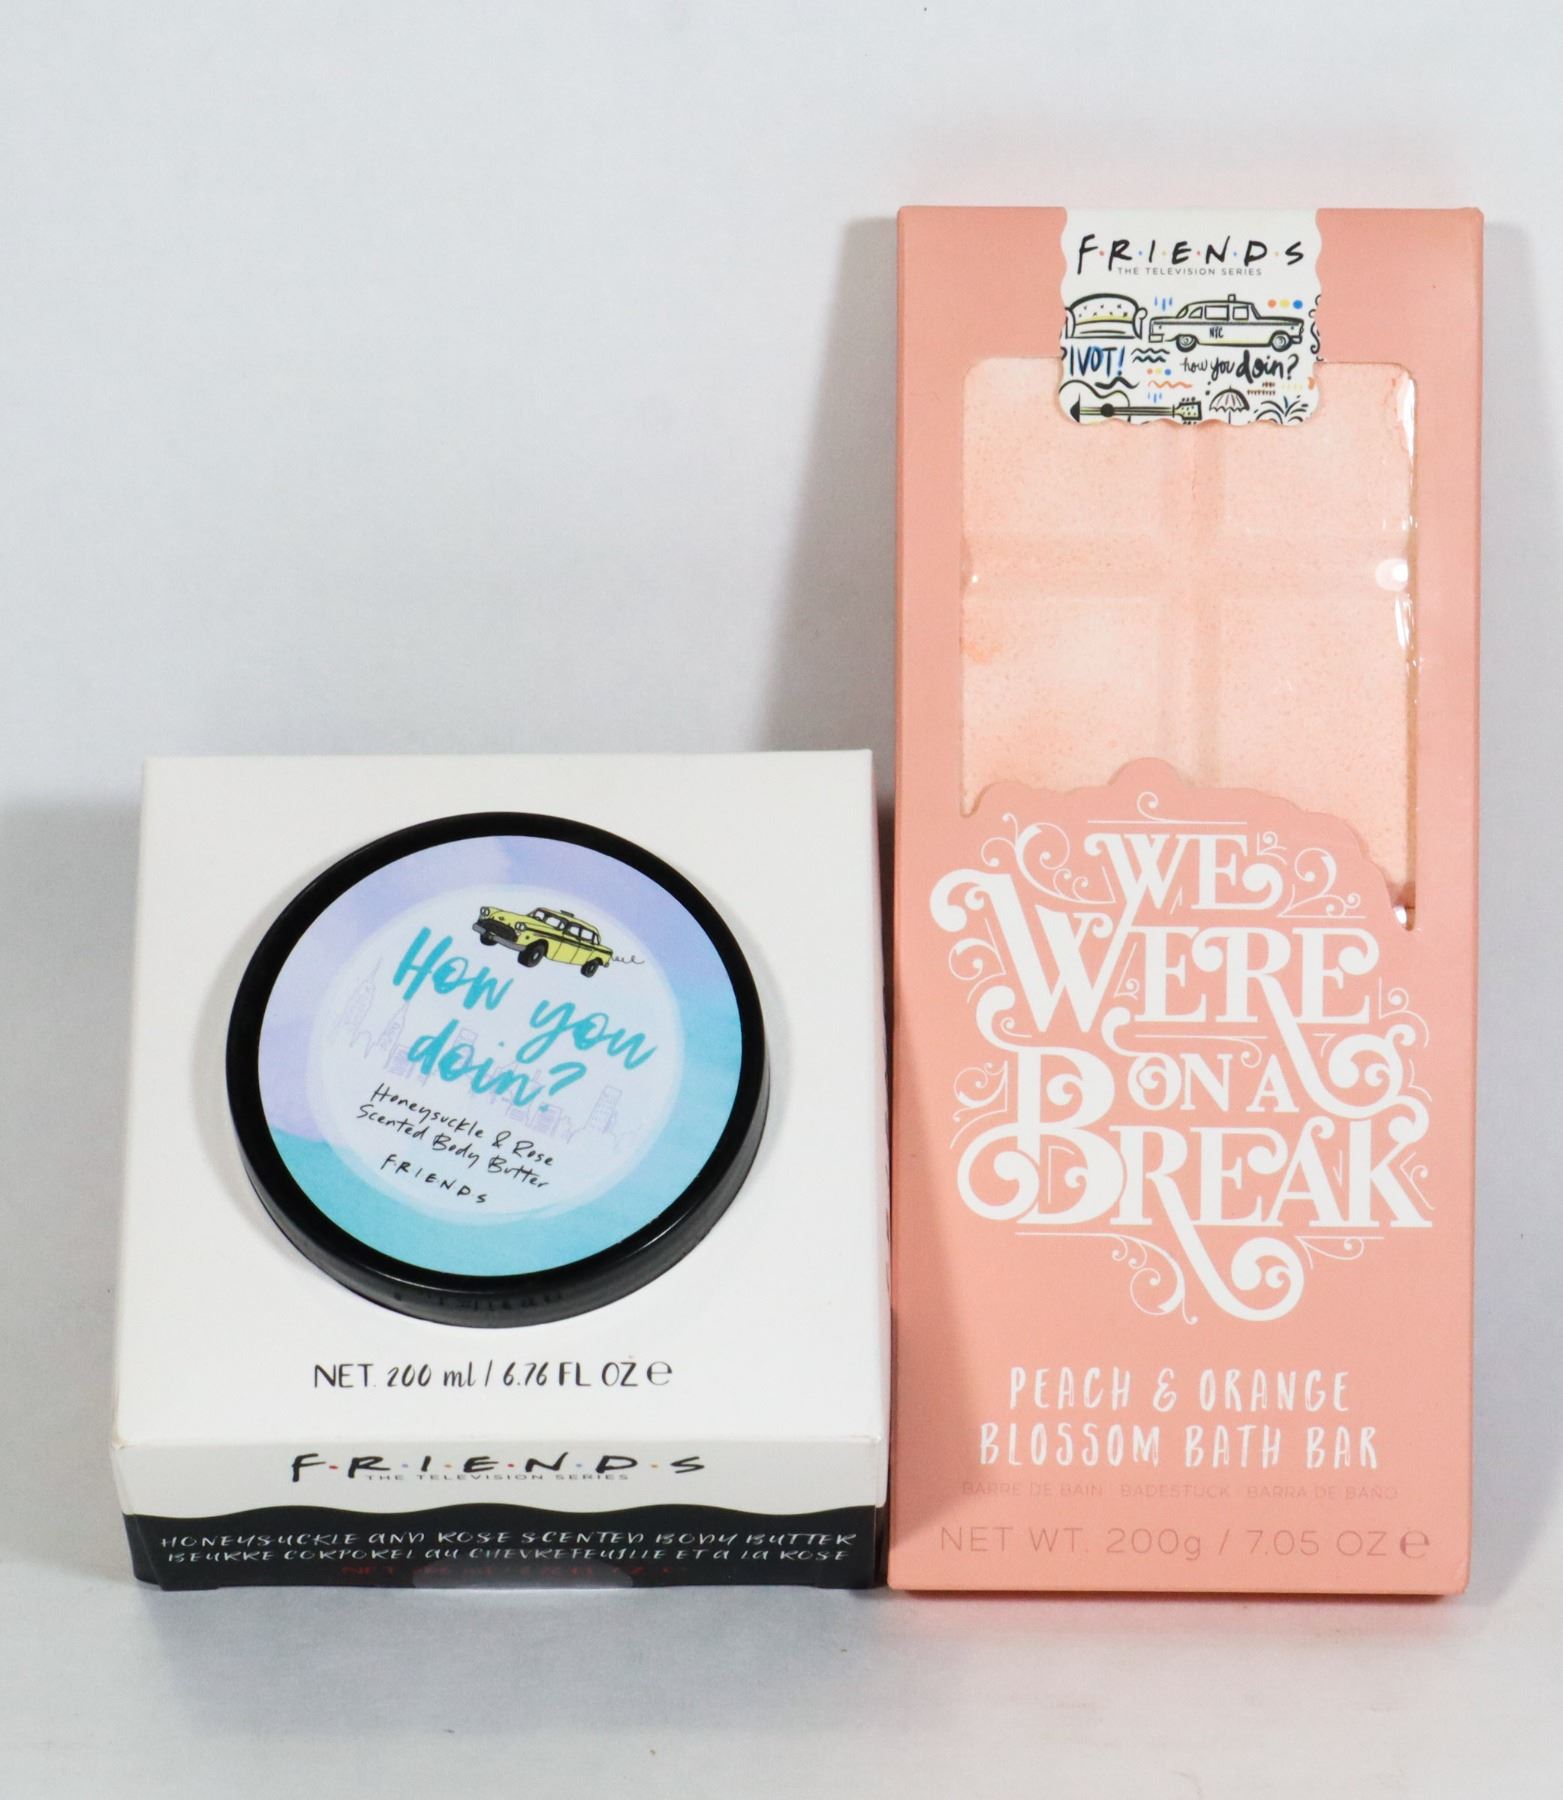 How you
doin?
Honeysuckle & Rose
Scented Body Butter
F·R·I·E·N·D·S
NET. 200 ml / 6.76 FL OZ ℮
F·R·I·E·N·D·S
THE TELEVISION SERIES
HONEYSUCKLE AND ROSE SCENTED BODY BUTTER
BEURRE CORPOREL AU CHEVREFEUILLE ET A LA ROSE
F·R·I·E·N·D·S
THE TELEVISION SERIES
NYC
IVOT!
how you doin?
WE
WERE
ON A
BREAK
PEACH & ORANGE
BLOSSOM BATH BAR
BARRE DE BAIN · BADESTÜCK · BARRA DE BAÑO
NET WT. 200g / 7.05 OZ ℮